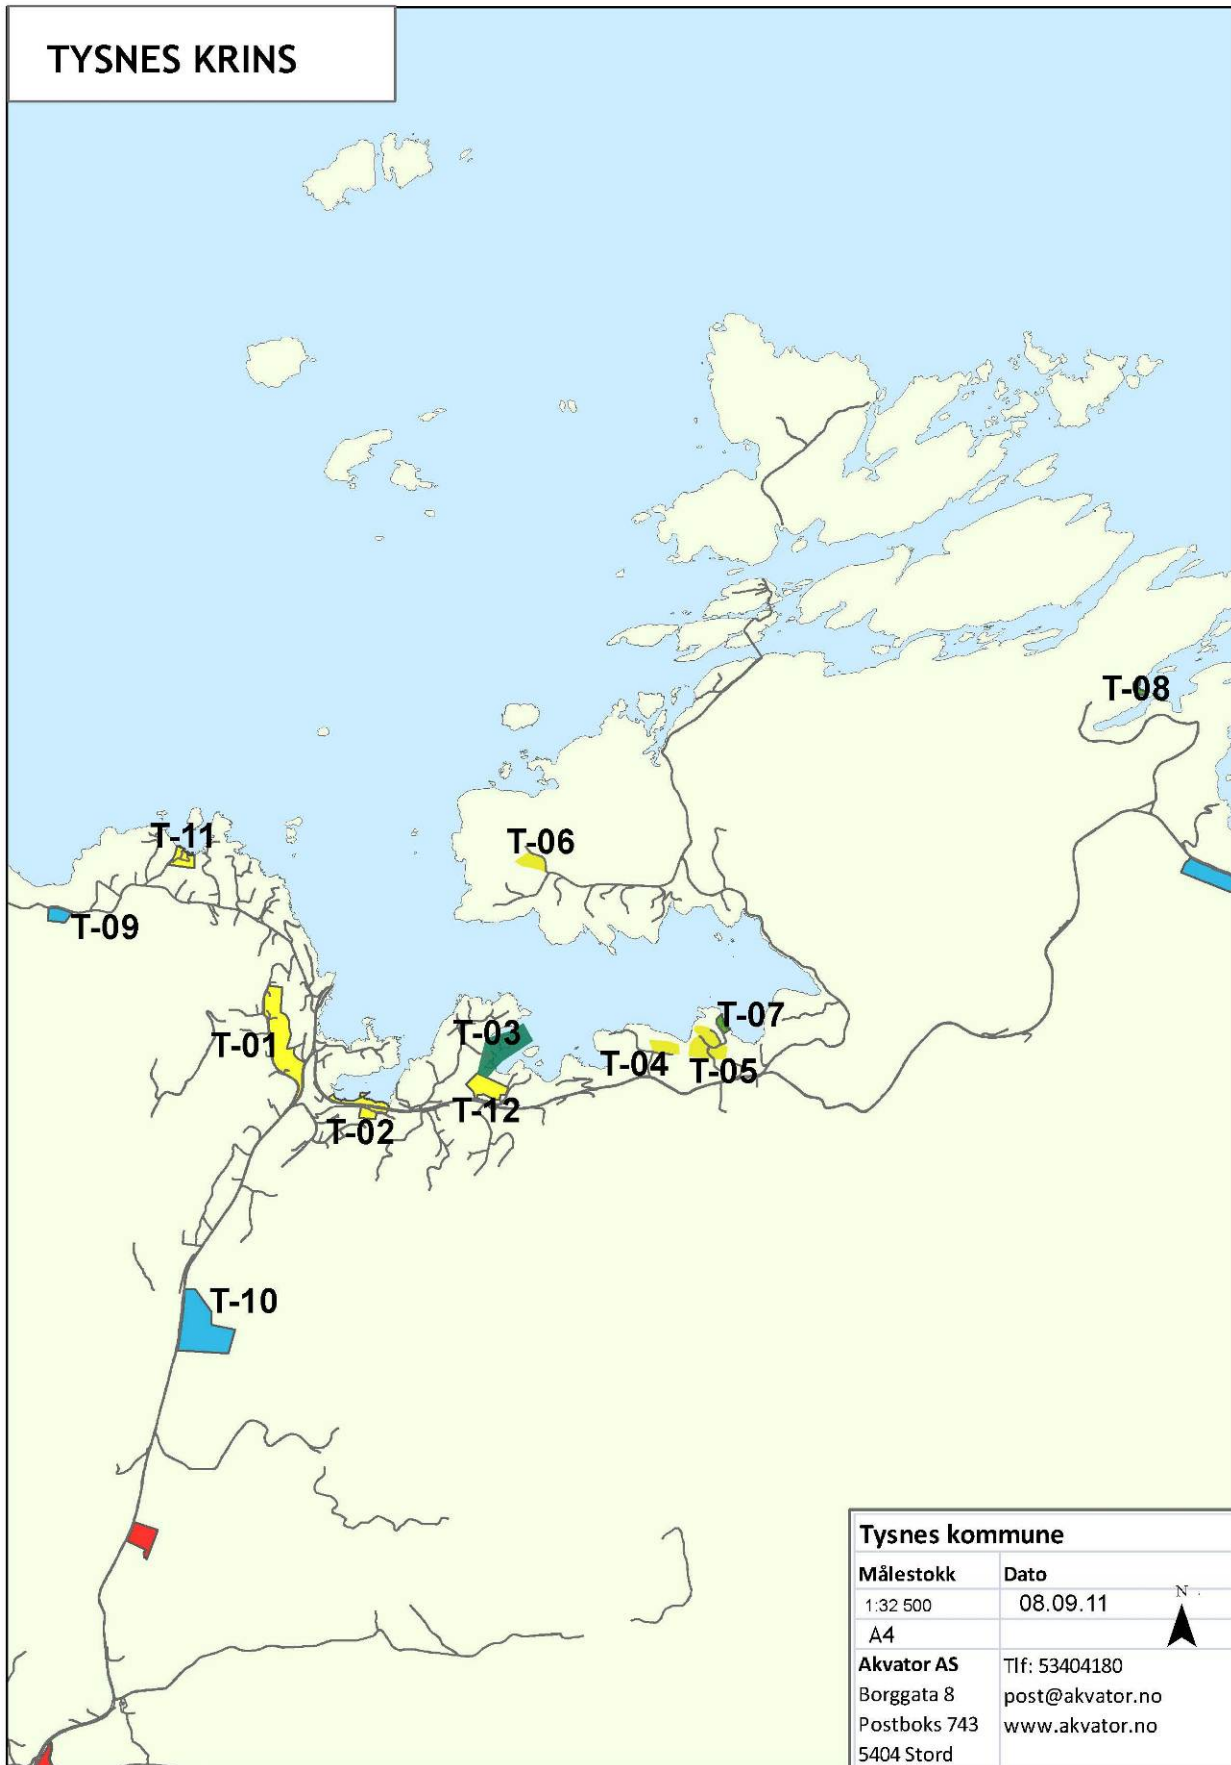 TYSNES KRINS
T-08
T-11
T-06
T-09
T-07
T-03
T-01
T-04
T-05
T-12
T-02
T-10
Tysnes kommune
Målestokk Dato
1:32 500 08.09.11 N
A4
Akvator AS Tlf: 53404180
Borggata 8 post@akvator.no
Postboks 743 www.akvator.no
5404 Stord